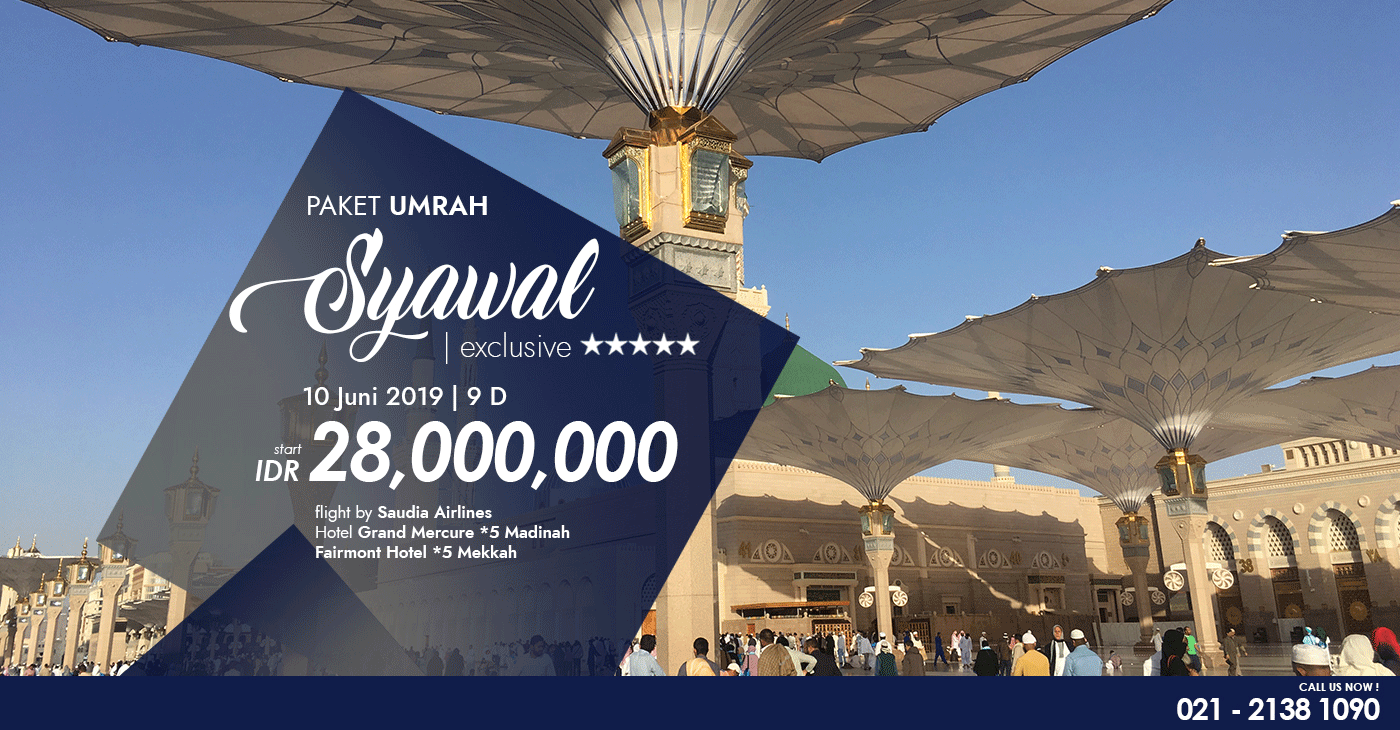 PAKET UMRAH
Syawal
| exclusive ★★★★★
10 Juni 2019 | 9 D
start
IDR 28,000,000
flight by Saudia Airlines
Hotel Grand Mercure *5 Madinah
Fairmont Hotel *5 Mekkah
CALL US NOW !
021 - 2138 1090